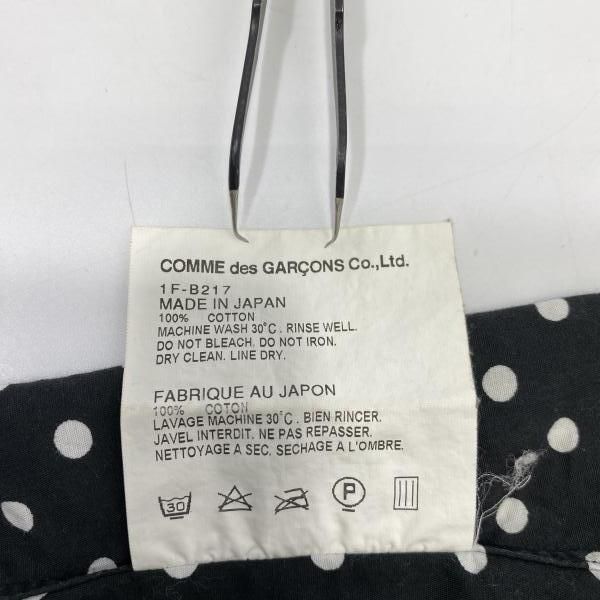 COMME des GARÇONS Co.,Ltd.
1F-B217
MADE IN JAPAN
100% COTTON
MACHINE WASH 30°C. RINSE WELL.
DO NOT BLEACH. DO NOT IRON.
DRY CLEAN. LINE DRY.
FABRIQUE AU JAPON
100% COTON
LAVAGE MACHINE 30°C. BIEN RINCER.
JAVEL INTERDIT. NE PAS REPASSER.
NETTOYAGE A SEC. SECHAGE A L'OMBRE.
30 P